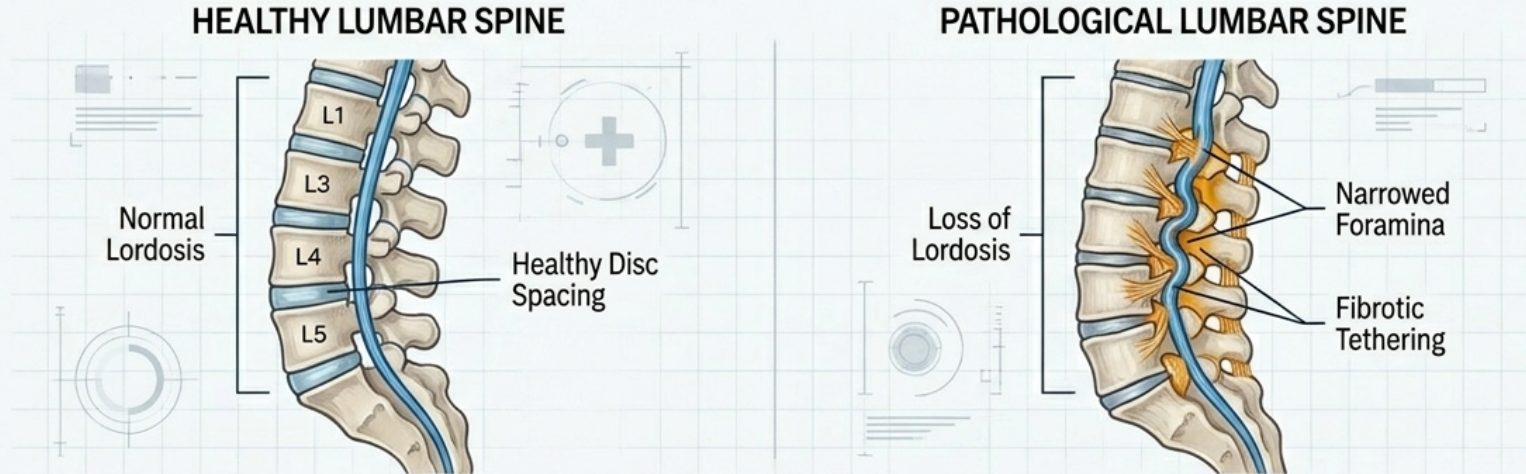 HEALTHY LUMBAR SPINE
L1
L3
L4
L5
Normal
Lordosis
Healthy Disc
Spacing
PATHOLOGICAL LUMBAR SPINE
Loss of
Lordosis
Narrowed
Foramina
Fibrotic
Tethering